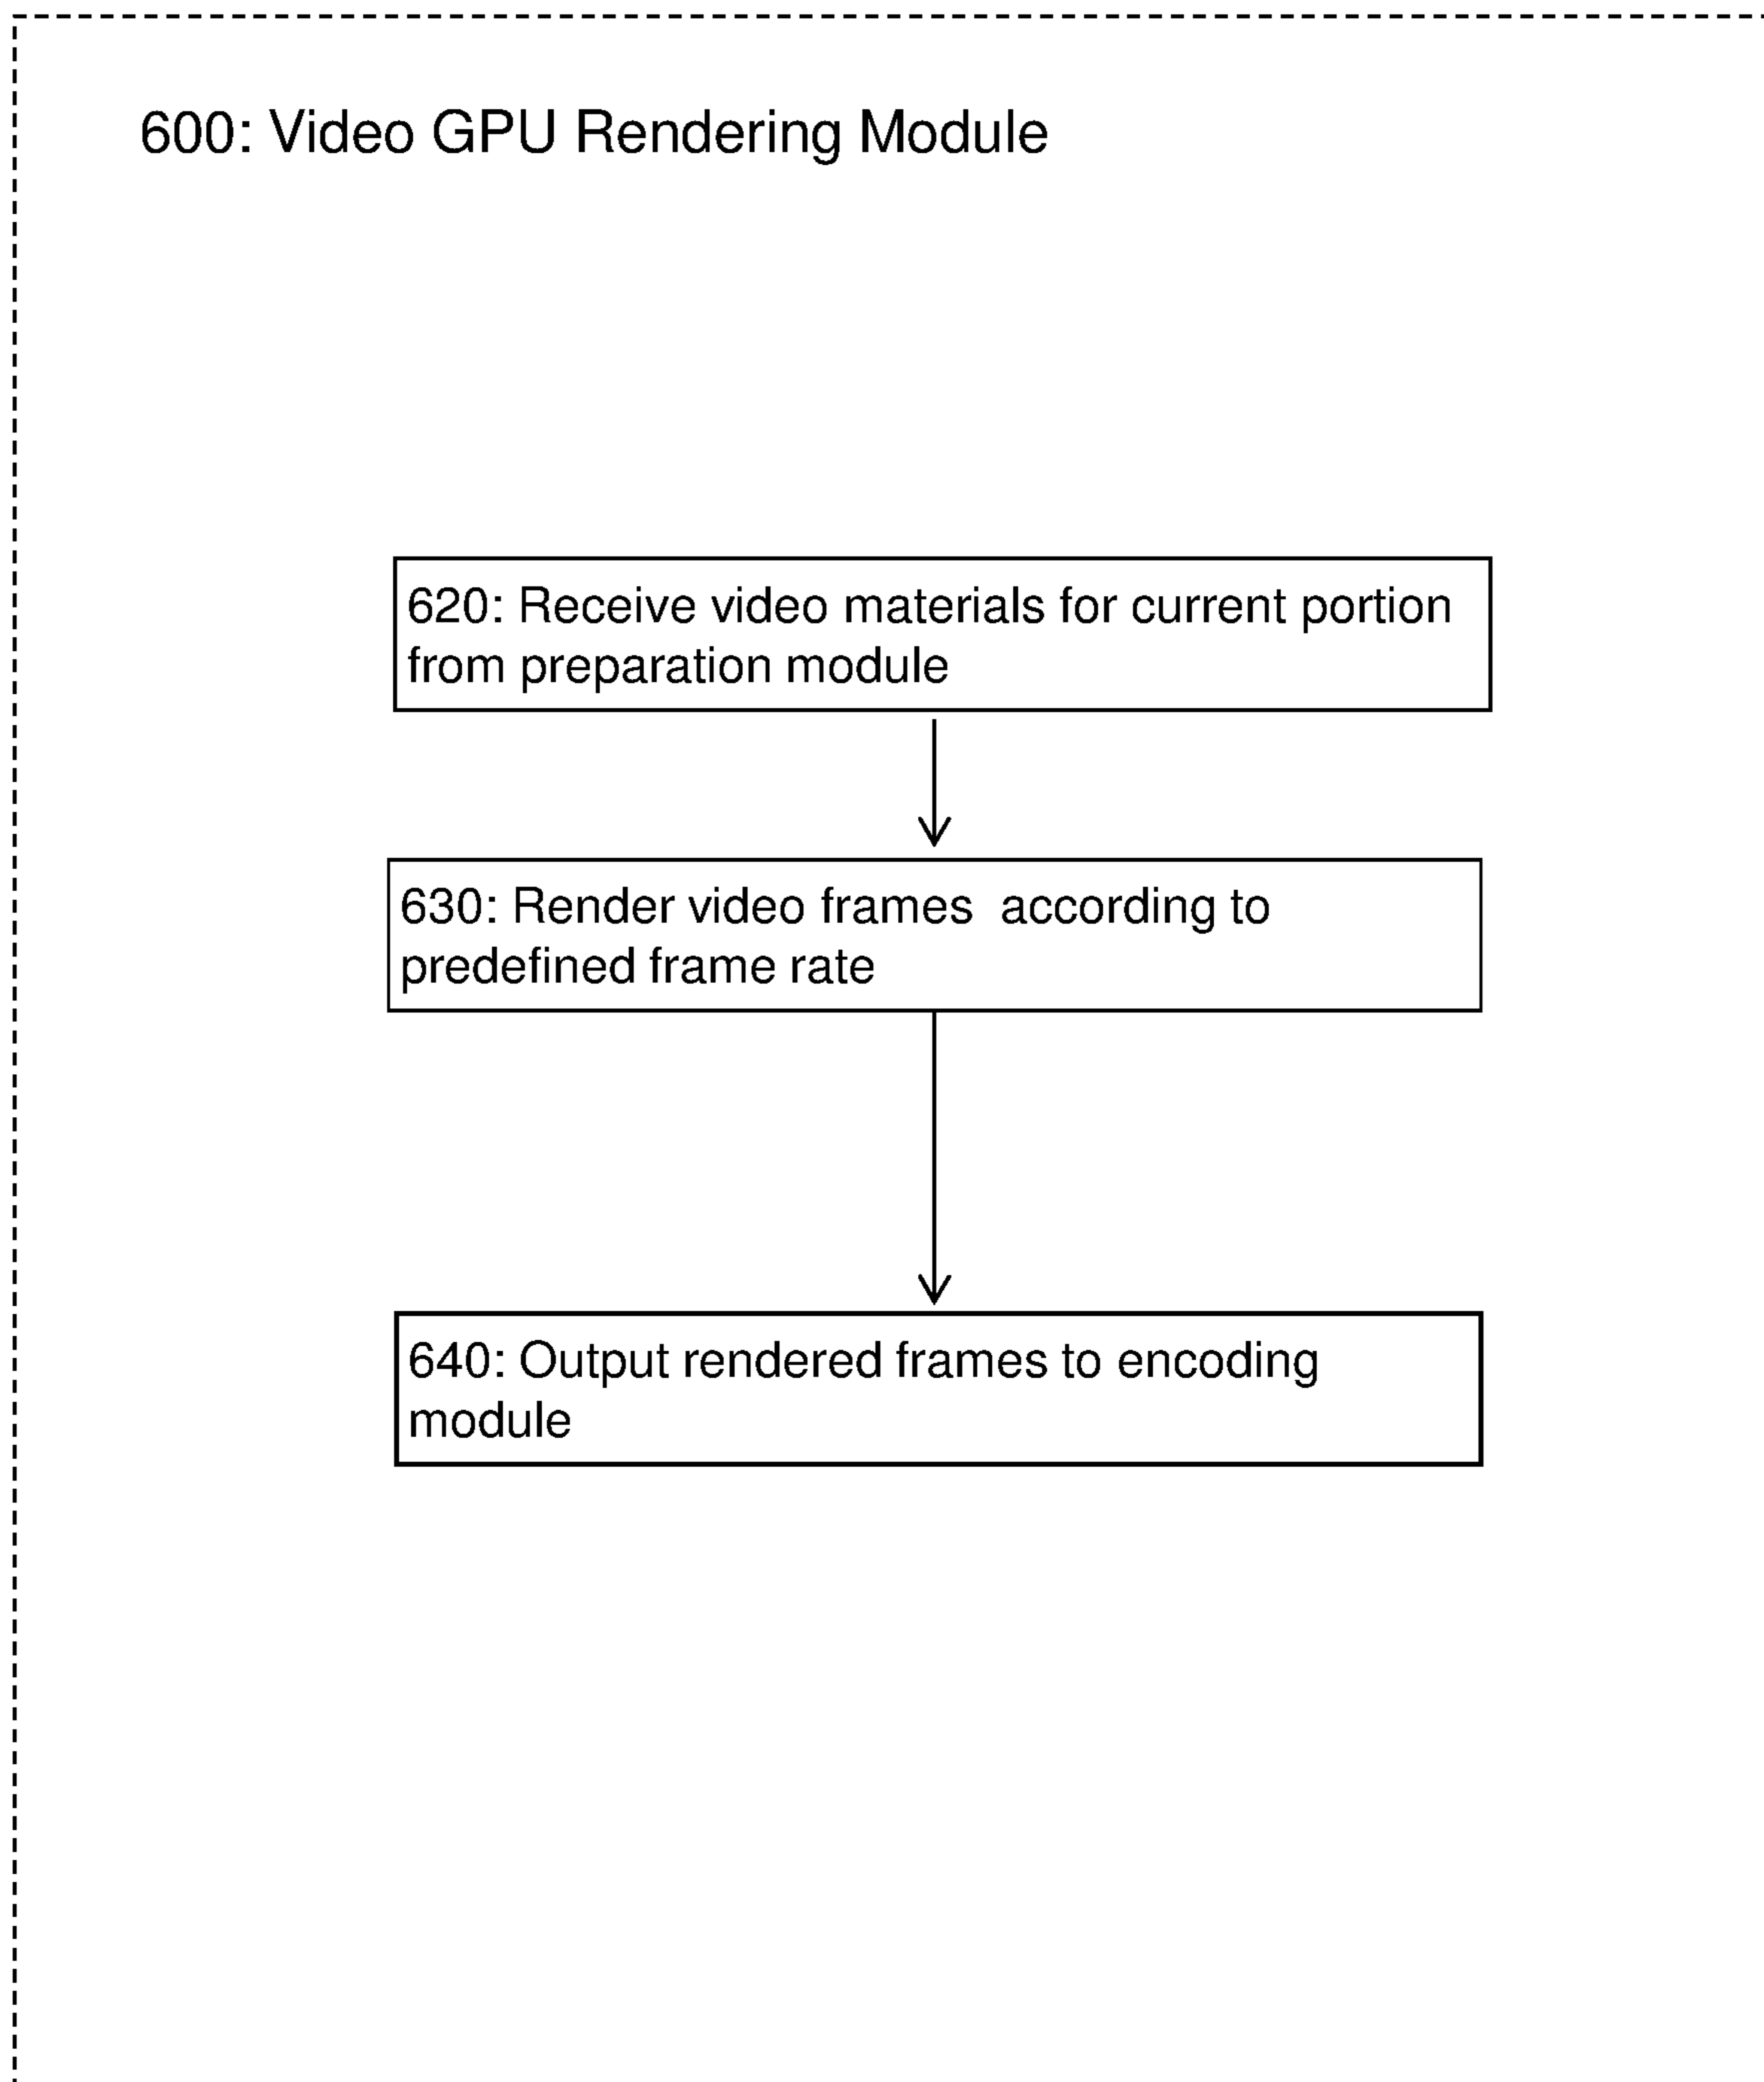 600: Video GPU Rendering Module
620: Receive video materials for current portion
from preparation module
630: Render video frames  according to
predefined frame rate
640: Output rendered frames to encoding
module